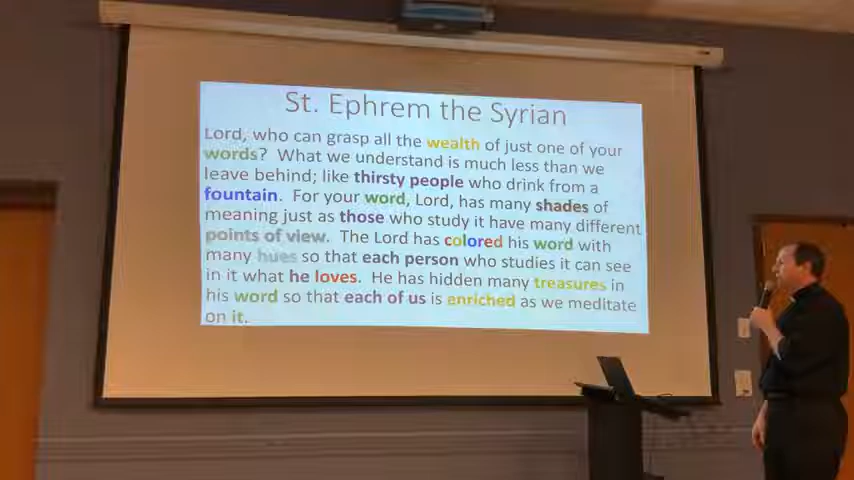 St. Ephrem the Syrian
Lord, who can grasp all the wealth of just one of your
words? What we understand is much less than we
leave behind; like thirsty people who drink from a
fountain. For your word, Lord, has many shades of
meaning just as those who study it have many different
points of view. The Lord has colored his word with
many hues so that each person who studies it can see
in it what he loves. He has hidden many treasures in
his word so that each of us is enriched as we meditate
on it.